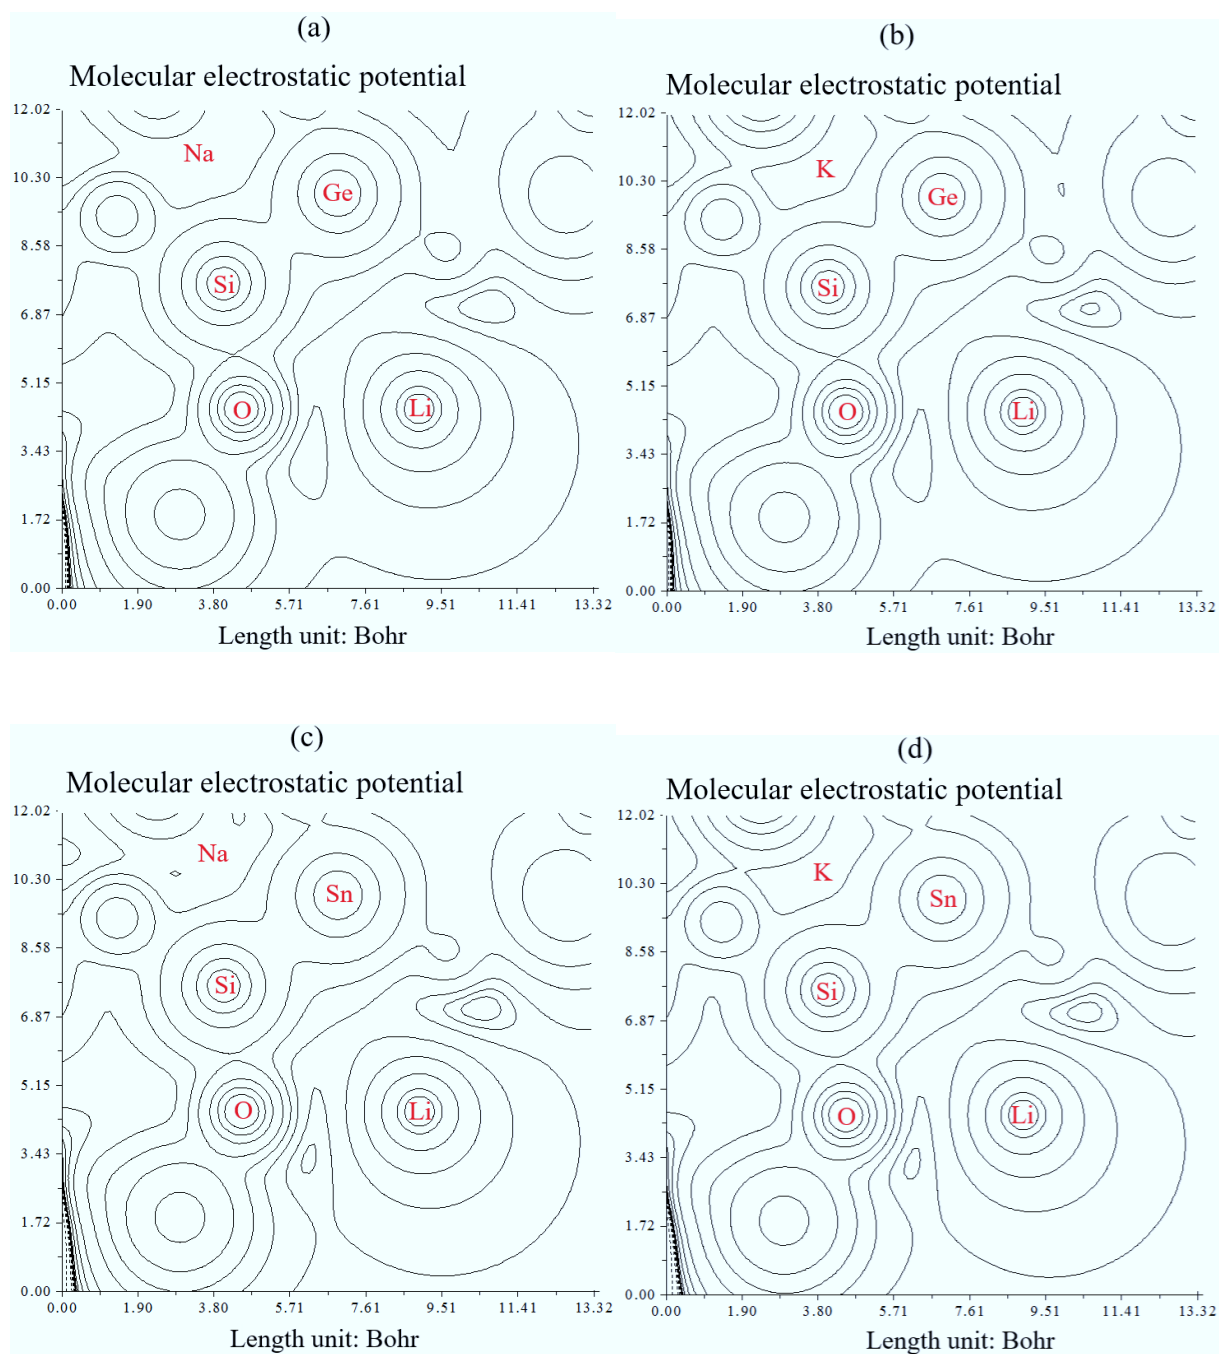 (a)
Molecular electrostatic potential
12.02
10.30
8.58
6.87
5.15
3.43
1.72
0.00
Na
Ge
Si
O
Li
0.00 1.90 3.80 5.71 7.61 9.51 11.41 13.32
Length unit: Bohr
(b)
Molecular electrostatic potential
12.02
10.30
8.58
6.87
5.15
3.43
1.72
0.00
K
Ge
Si
O
Li
0.00 1.90 3.80 5.71 7.61 9.51 11.41 13.32
Length unit: Bohr
(c)
Molecular electrostatic potential
12.02
10.30
8.58
6.87
5.15
3.43
1.72
0.00
Na
Sn
Si
O
Li
0.00 1.90 3.80 5.71 7.61 9.51 11.41 13.32
Length unit: Bohr
(d)
Molecular electrostatic potential
12.02
10.30
8.58
6.87
5.15
3.43
1.72
0.00
K
Sn
Si
O
Li
0.00 1.90 3.80 5.71 7.61 9.51 11.41 13.32
Length unit: Bohr